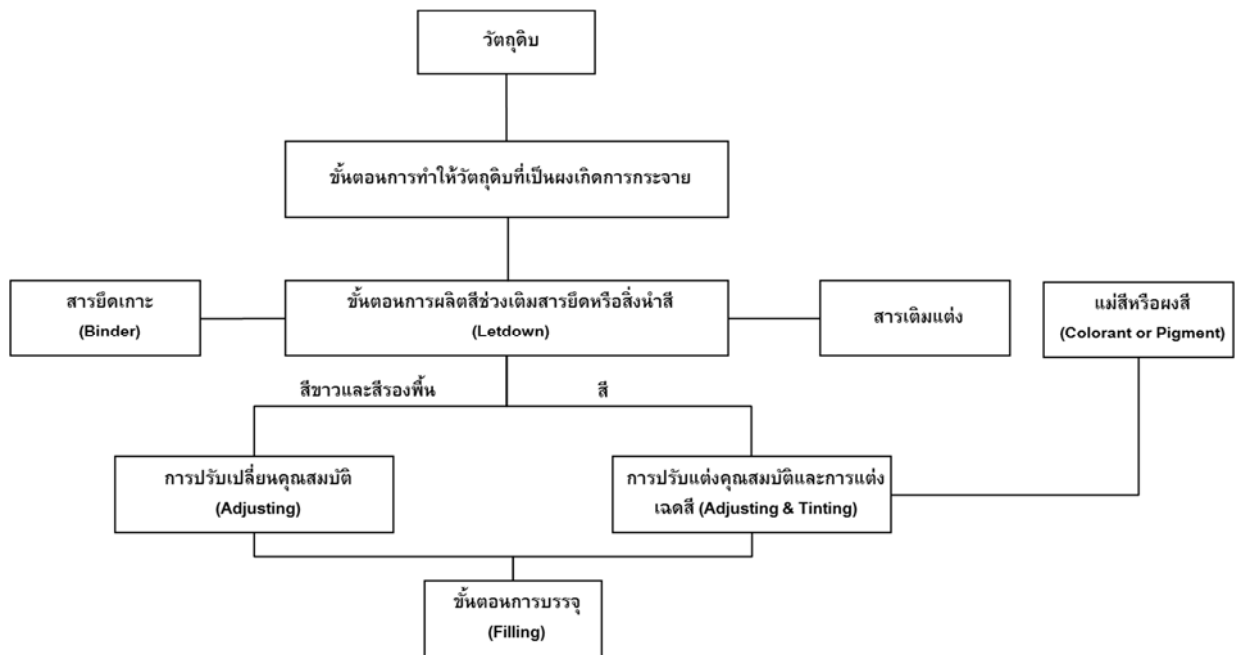 วัตถุดิบ
ขั้นตอนการทำให้วัตถุดิบที่เป็นผงเกิดการกระจาย
สารยึดเกาะ
(Binder)
ขั้นตอนการผลิตสีช่วงเติมสารยึดหรือสิ่งนำสี
(Letdown)
สารเติมแต่ง
แม่สีหรือผงสี
(Colorant or Pigment)
สีขาวและสีรองพื้น
สี
การปรับเปลี่ยนคุณสมบัติ
(Adjusting)
การปรับแต่งคุณสมบัติและการแต่ง
เฉดสี (Adjusting & Tinting)
ขั้นตอนการบรรจุ
(Filling)